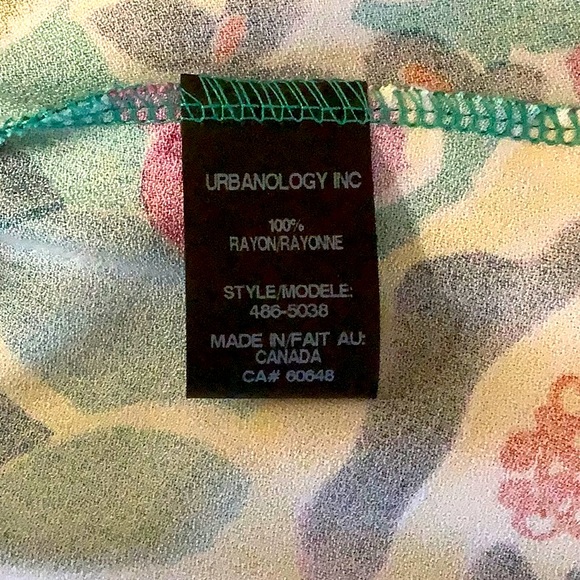 URBANOLOGY INC
100%
RAYON/RAYONNE
STYLE/MODELE:
486-5038
MADE IN/FAIT AU:
CANADA
CA# 60648